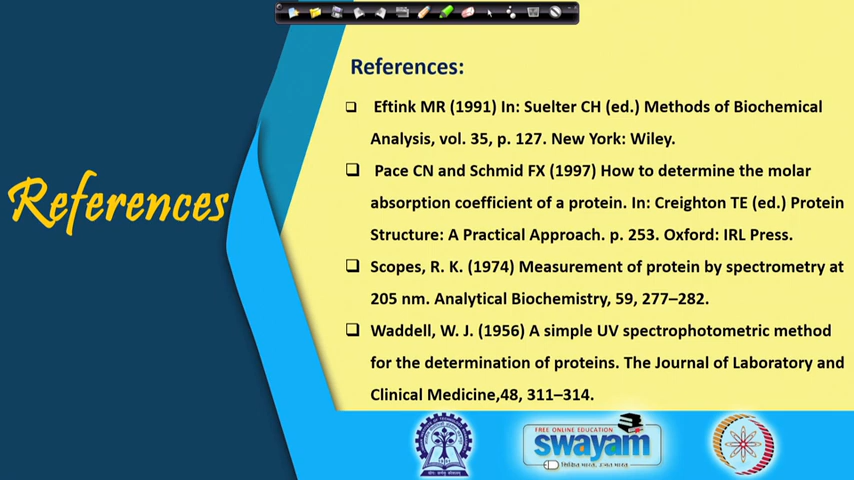 References:
Eftink MR (1991) In: Suelter CH (ed.) Methods of Biochemical
Analysis, vol. 35, p. 127. New York: Wiley.
Pace CN and Schmid FX (1997) How to determine the molar
absorption coefficient of a protein. In: Creighton TE (ed.) Protein
Structure: A Practical Approach. p. 253. Oxford: IRL Press.
Scopes, R. K. (1974) Measurement of protein by spectrometry at
205 nm. Analytical Biochemistry, 59, 277–282.
Waddell, W. J. (1956) A simple UV spectrophotometric method
for the determination of proteins. The Journal of Laboratory and
Clinical Medicine,48, 311–314.
References
FREE ONLINE EDUCATION
swayam